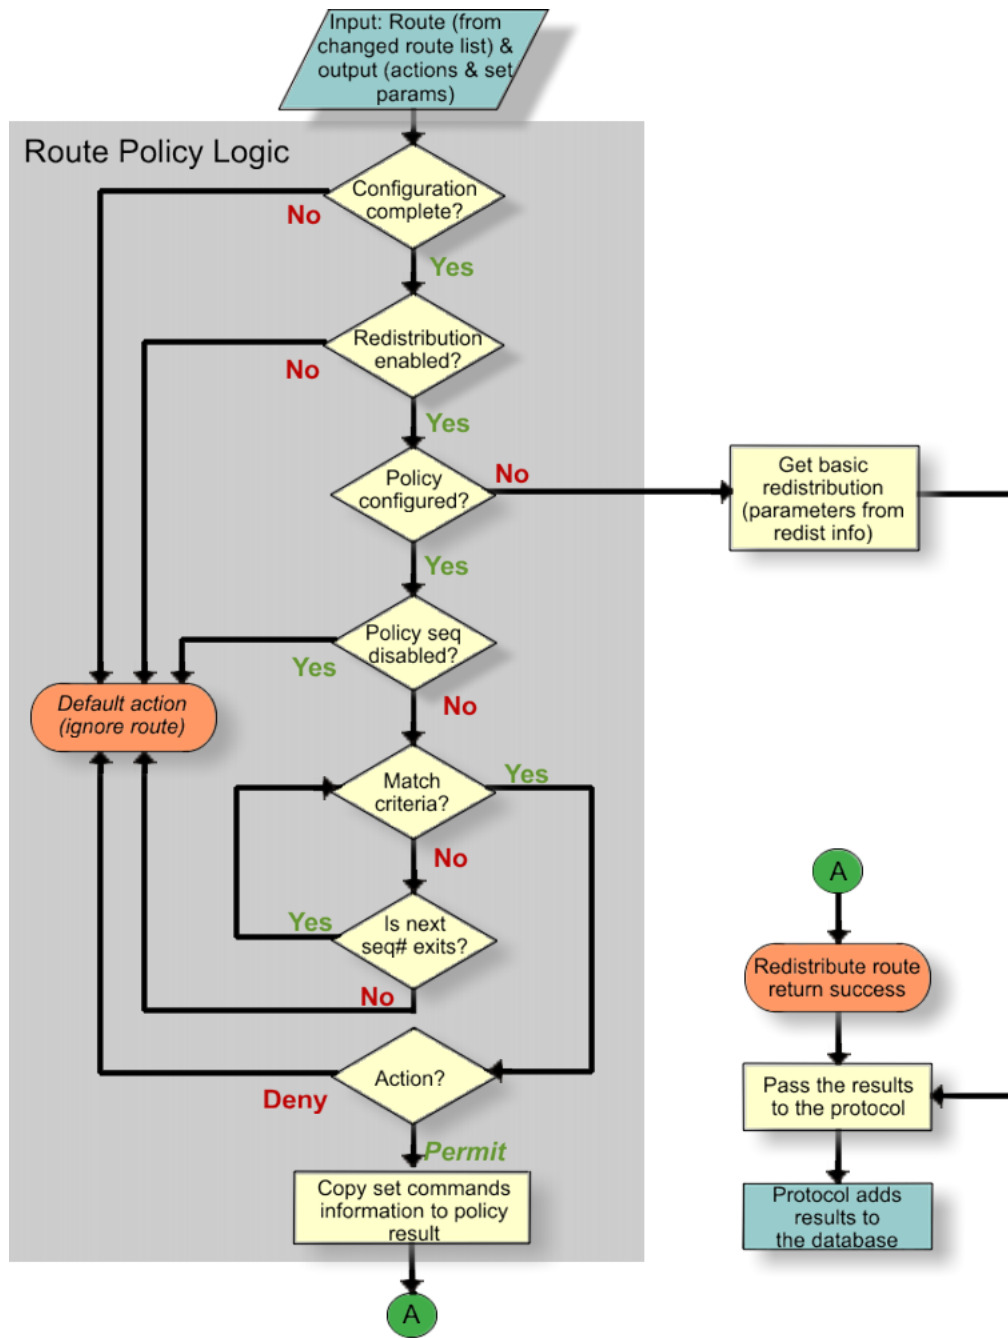 Input: Route (from
changed route list) &
output (actions & set
params)
Route Policy Logic
Configuration
complete?
No
Yes
Redistribution
enabled?
No
Yes
Policy
configured?
No
Get basic
redistribution
(parameters from
redist info)
Yes
Policy seq
disabled?
Yes
No
Default action
(ignore route)
Match
criteria?
Yes
No
Is next
seq# exits?
Yes
No
Action?
Deny
Permit
Copy set commands
information to policy
result
A
A
Redistribute route
return success
Pass the results
to the protocol
Protocol adds
results to
the database